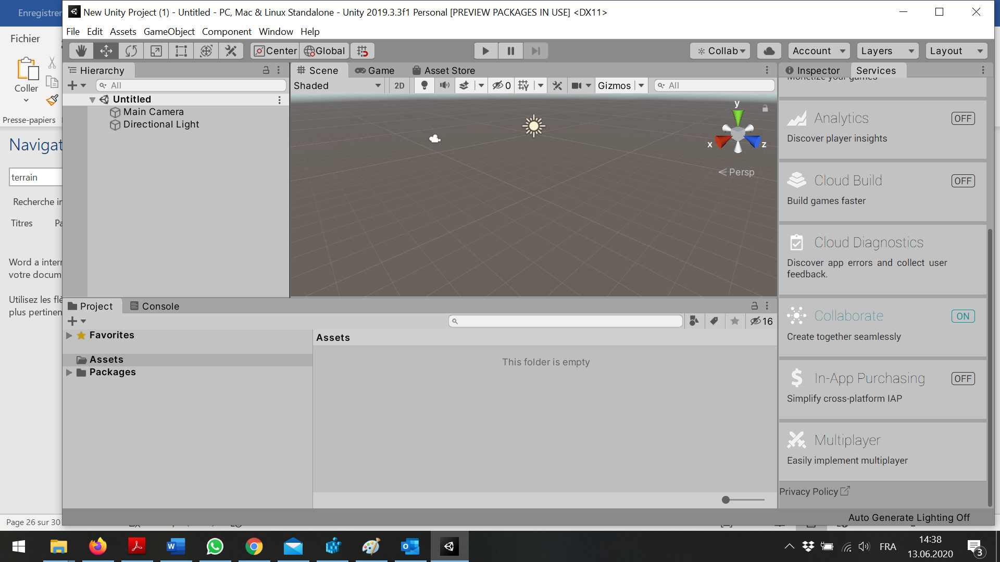 Enregistrer
New Unity Project (1) - Untitled - PC, Mac & Linux Standalone - Unity 2019.3.3f1 Personal [PREVIEW PACKAGES IN USE] <DX11>
File Edit Assets GameObject Component Window Help
Fichier
Center Global
Collab Account Layers Layout
Hierarchy
Scene Game Asset Store
Inspector Services
All
Shaded 2D 0 Gizmos All
Monetize your games
Coller
Untitled
Main Camera
Directional Light
y
x z
Persp
Presse-papiers
Navigat
terrain
Recherche in
Titres Pa
Word a interr
votre docum
Utilisez les flè
plus pertinen
Analytics OFF
Discover player insights
Cloud Build OFF
Build games faster
Cloud Diagnostics
Discover app errors and collect user
feedback.
Collaborate ON
Create together seamlessly
In-App Purchasing OFF
Simplify cross-platform IAP
Multiplayer
Easily implement multiplayer
Privacy Policy
Project Console
16
Favorites
Assets
Packages
Assets
This folder is empty
Auto Generate Lighting Off
Page 26 sur 30
FRA
14:38
13.06.2020
3